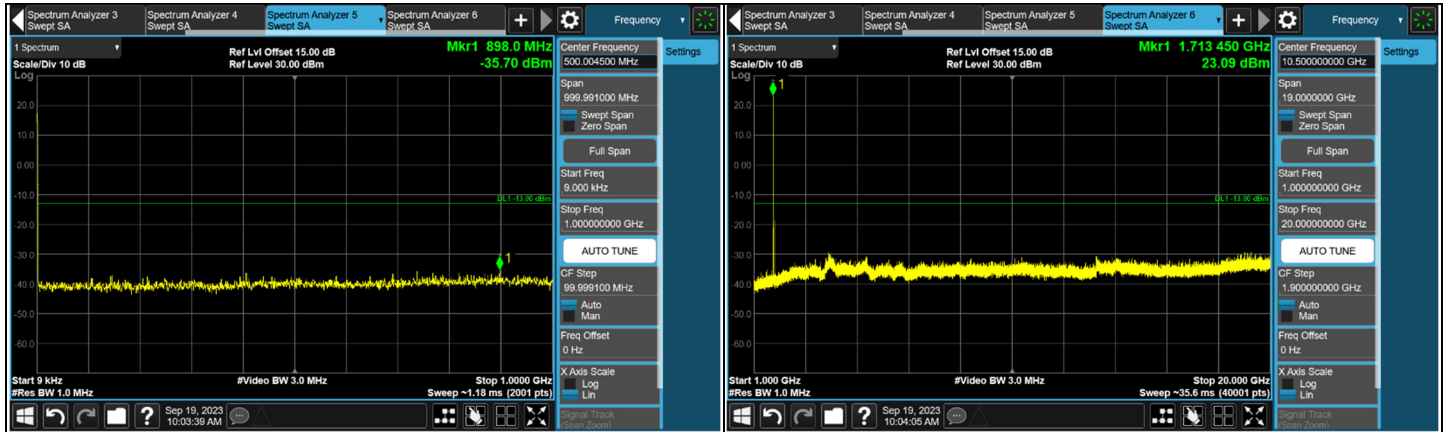 Spectrum Analyzer 3
Swept SA
Spectrum Analyzer 4
Swept SA
Spectrum Analyzer 5
Swept SA
Spectrum Analyzer 6
Swept SA
+
Frequency
1 Spectrum
Scale/Div 10 dB
Log
Ref Lvl Offset 15.00 dB
Ref Level 30.00 dBm
Mkr1 898.0 MHz
-35.70 dBm
20.0
10.0
0.00
-10.0
-20.0
-30.0
-40.0
-50.0
-60.0
DL1 -13.00 dBm
1
Start 9 kHz
#Res BW 1.0 MHz
#Video BW 3.0 MHz
Stop 1.0000 GHz
Sweep ~1.18 ms (2001 pts)
Center Frequency
500.004500 MHz
Span
999.991000 MHz
Swept Span
Zero Span
Full Span
Start Freq
9.000 kHz
Stop Freq
1.000000000 GHz
AUTO TUNE
CF Step
99.999100 MHz
Auto
Man
Freq Offset
0 Hz
X Axis Scale
Log
Lin
Signal Track
(Span Zoom)
Settings
?
Sep 19, 2023
10:03:39 AM
Spectrum Analyzer 3
Swept SA
Spectrum Analyzer 4
Swept SA
Spectrum Analyzer 5
Swept SA
Spectrum Analyzer 6
Swept SA
+
Frequency
1 Spectrum
Scale/Div 10 dB
Log
Ref Lvl Offset 15.00 dB
Ref Level 30.00 dBm
Mkr1 1.713 450 GHz
23.09 dBm
1
20.0
10.0
0.00
-10.0
-20.0
-30.0
-40.0
-50.0
-60.0
DL1 -13.00 dBm
Start 1.000 GHz
#Res BW 1.0 MHz
#Video BW 3.0 MHz
Stop 20.000 GHz
Sweep ~35.6 ms (40001 pts)
Center Frequency
10.500000000 GHz
Span
19.0000000 GHz
Swept Span
Zero Span
Full Span
Start Freq
1.000000000 GHz
Stop Freq
20.000000000 GHz
AUTO TUNE
CF Step
1.900000000 GHz
Auto
Man
Freq Offset
0 Hz
X Axis Scale
Log
Lin
Signal Track
(Span Zoom)
Settings
?
Sep 19, 2023
10:04:05 AM